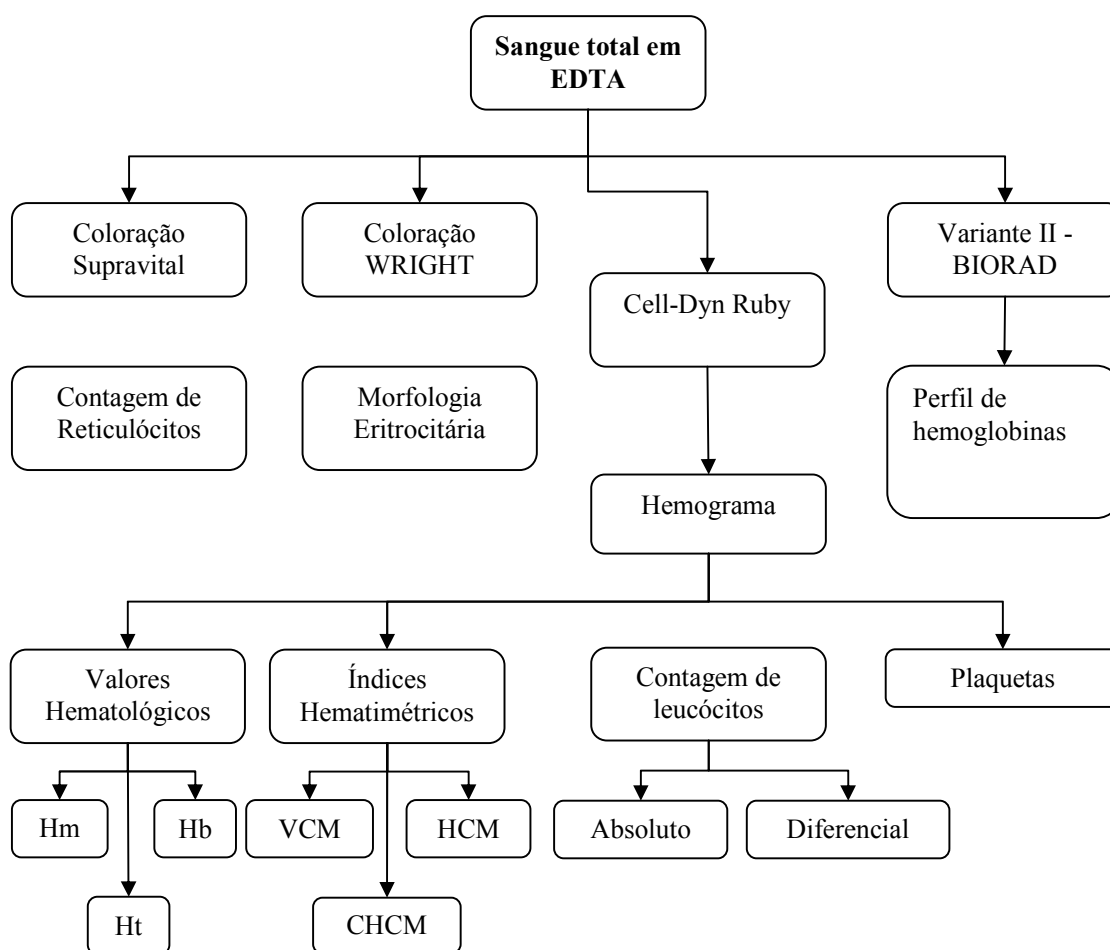 Sangue total em
EDTA
Coloração
Supravital
Coloração
WRIGHT
Cell-Dyn Ruby
Variante II -
BIORAD
Contagem de
Reticulócitos
Morfologia
Eritrocitária
Perfil de
hemoglobinas
Hemograma
Valores
Hematológicos
Índices
Hematimétricos
Contagem de
leucócitos
Plaquetas
Hm
Hb
VCM
HCM
Absoluto
Diferencial
Ht
CHCM